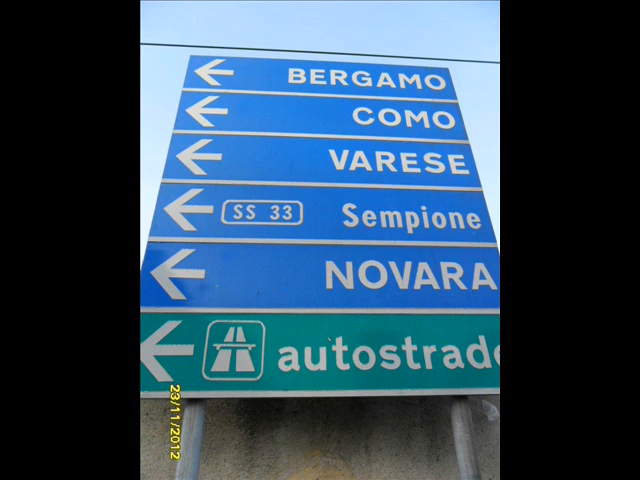 BERGAMO
COMO
VARESE
SS 33 Sempione
NOVARA
autostrade
23/11/2012